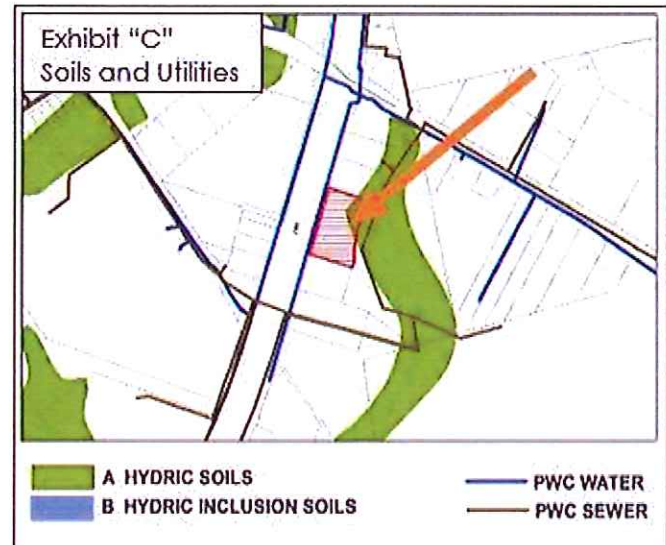 Exhibit "C"
Soils and Utilities
A HYDRIC SOILS
B HYDRIC INCLUSION SOILS
PWC WATER
PWC SEWER